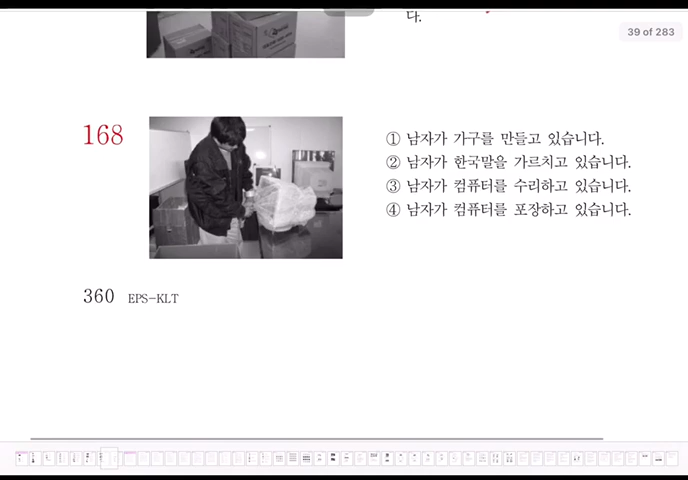 다.
39 of 283
168
① 남자가 가구를 만들고 있습니다.
② 남자가 한국말을 가르치고 있습니다.
③ 남자가 컴퓨터를 수리하고 있습니다.
④ 남자가 컴퓨터를 포장하고 있습니다.
360 EPS-KLT